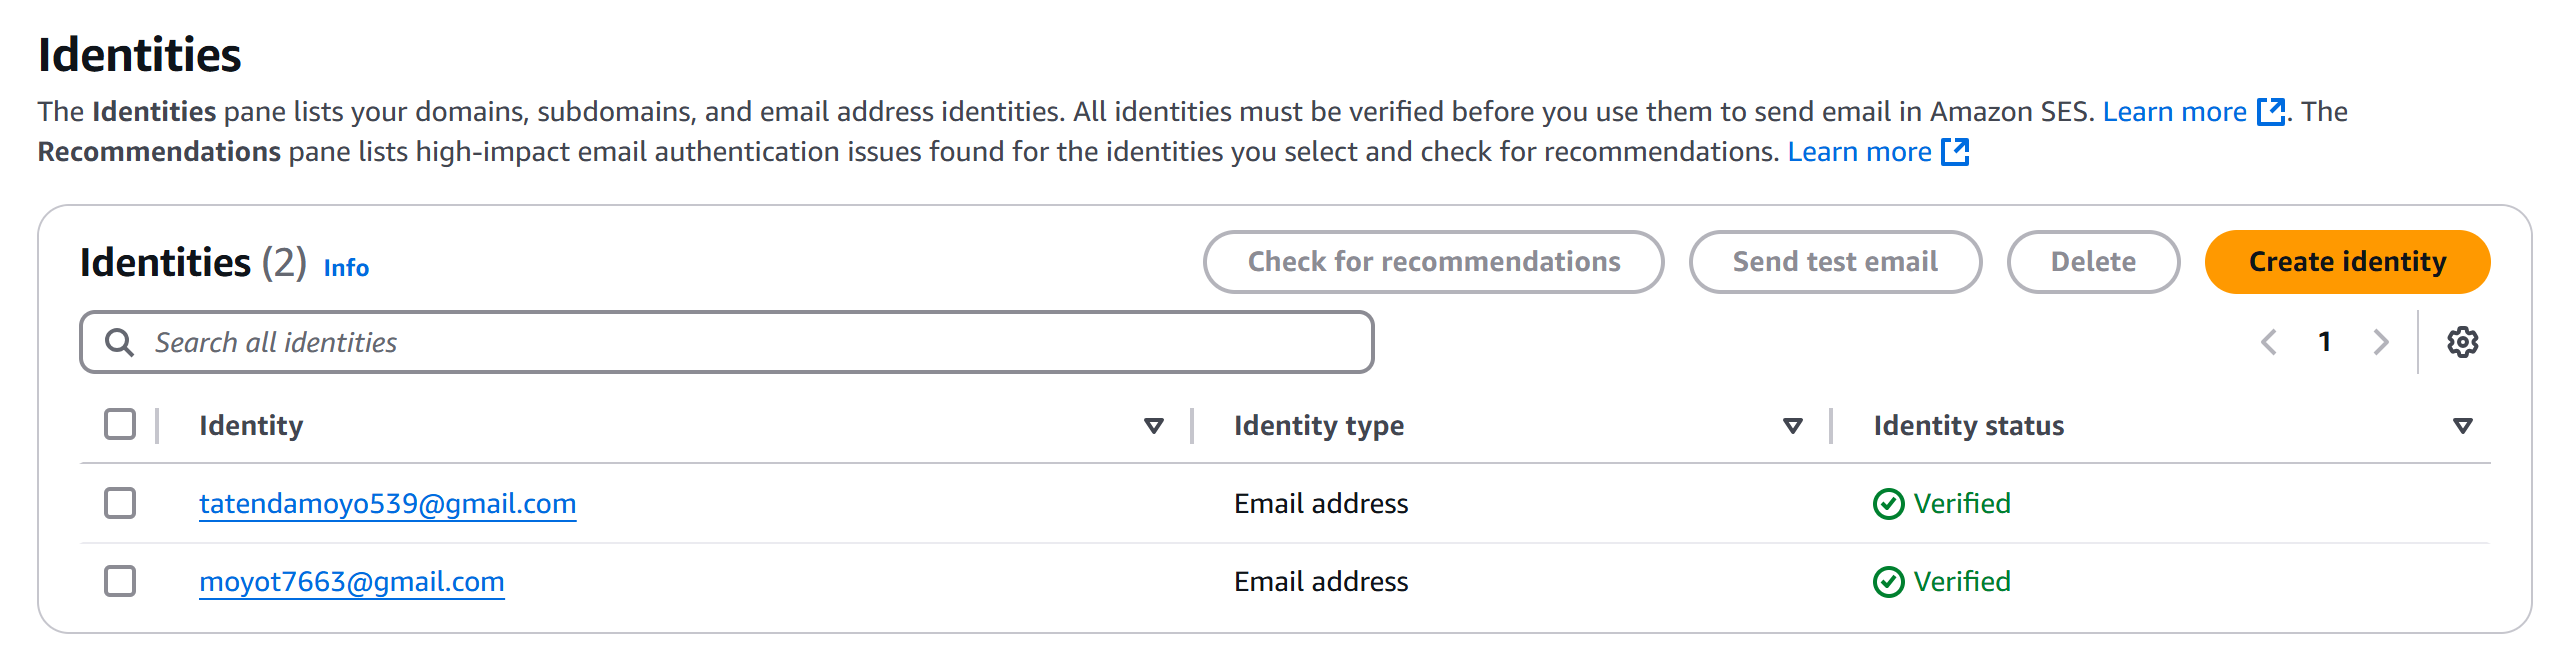 Identities
The Identities pane lists your domains, subdomains, and email address identities. All identities must be verified before you use them to send email in Amazon SES. Learn more. The
Recommendations pane lists high-impact email authentication issues found for the identities you select and check for recommendations. Learn more
Identities (2) Info Check for recommendations Send test email Delete Create identity
Search all identities 1
Identity Identity type Identity status
tatendamoyo539@gmail.com Email address Verified
moyot7663@gmail.com Email address Verified